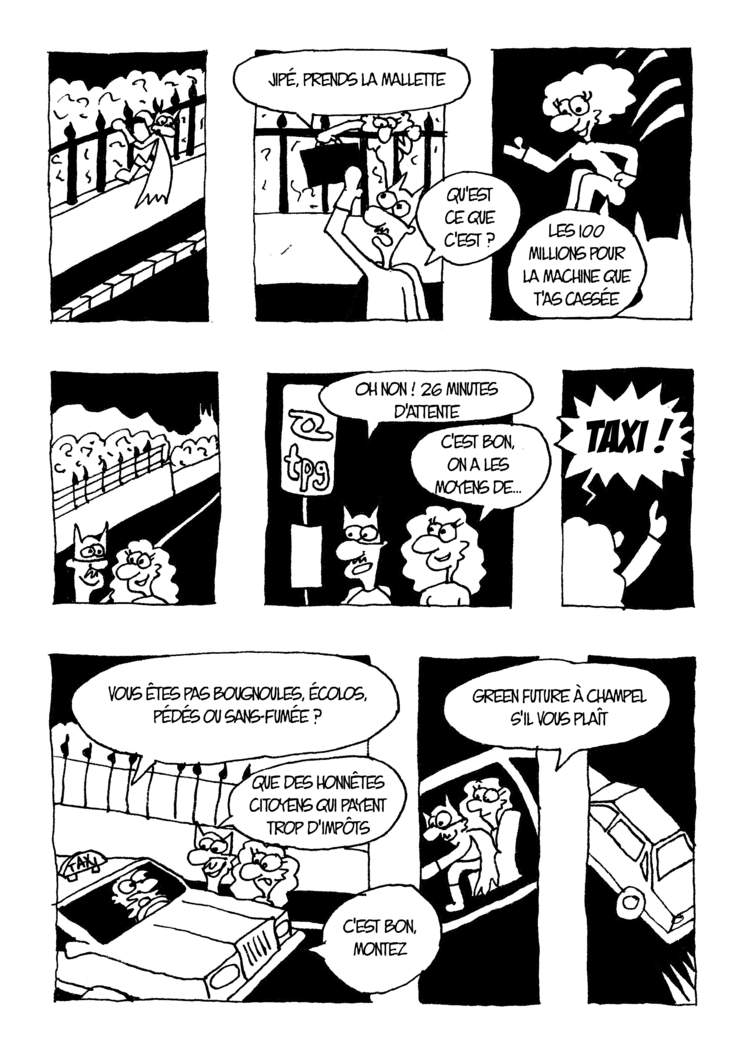 JIPÉ, PRENDS LA MALLETTE
QU'EST
CE QUE
C'EST ?
LES 100
MILLIONS POUR
LA MACHINE QUE
T'AS CASSÉE
OH NON ! 26 MINUTES
D'ATTENTE
tpg
C'EST BON,
ON A LES
MOYENS DE...
TAXI !
VOUS ÊTES PAS BOUGNOULES, ÉCOLOS,
PÉDÉS OU SANS-FUMÉE ?
QUE DES HONNÊTES
CITOYENS QUI PAYENT
TROP D'IMPÔTS
TAXI
C'EST BON,
MONTEZ
GREEN FUTURE À CHAMPEL
S'IL VOUS PLAÎT